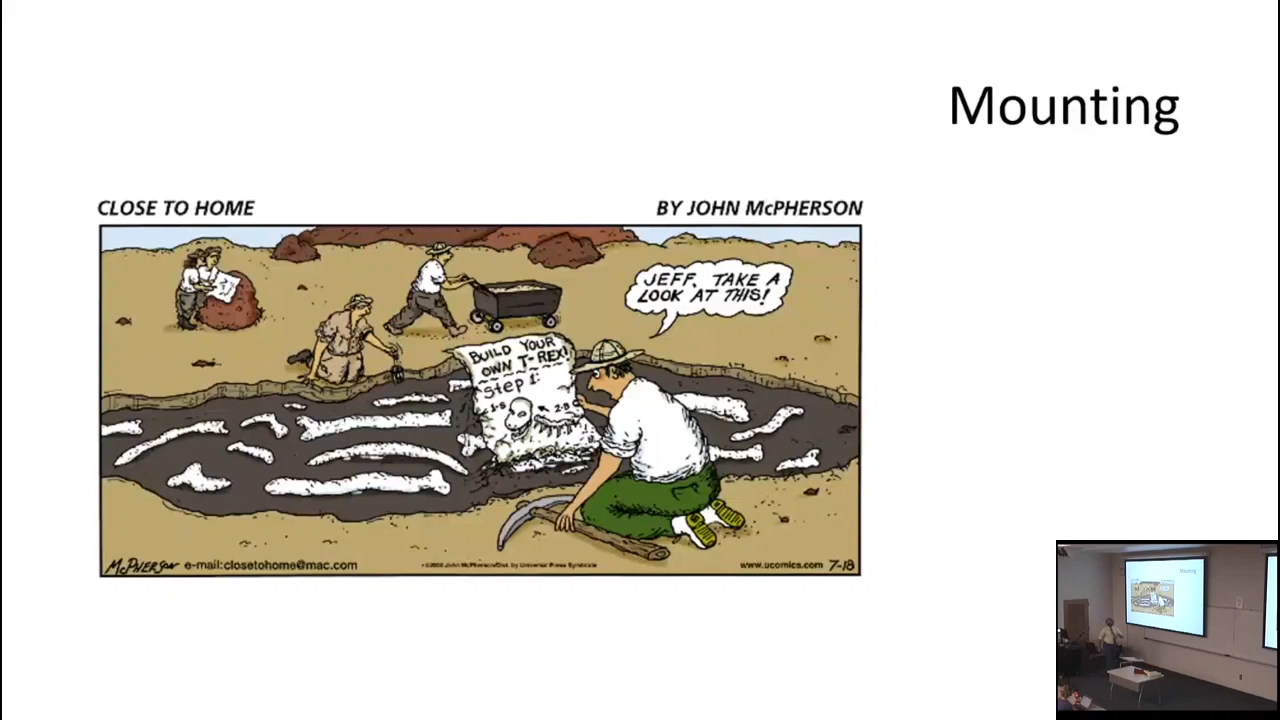 Mounting
CLOSE TO HOME
BY JOHN McPHERSON
JEFF, TAKE A
LOOK AT THIS!
BUILD YOUR
OWN T-REX!
Step 1:
McPHERSON e-mail:closetohome@mac.com
John McPherson/Dist. by Universal Press Syndicate
www.ucomics.com 7-18
Mounting